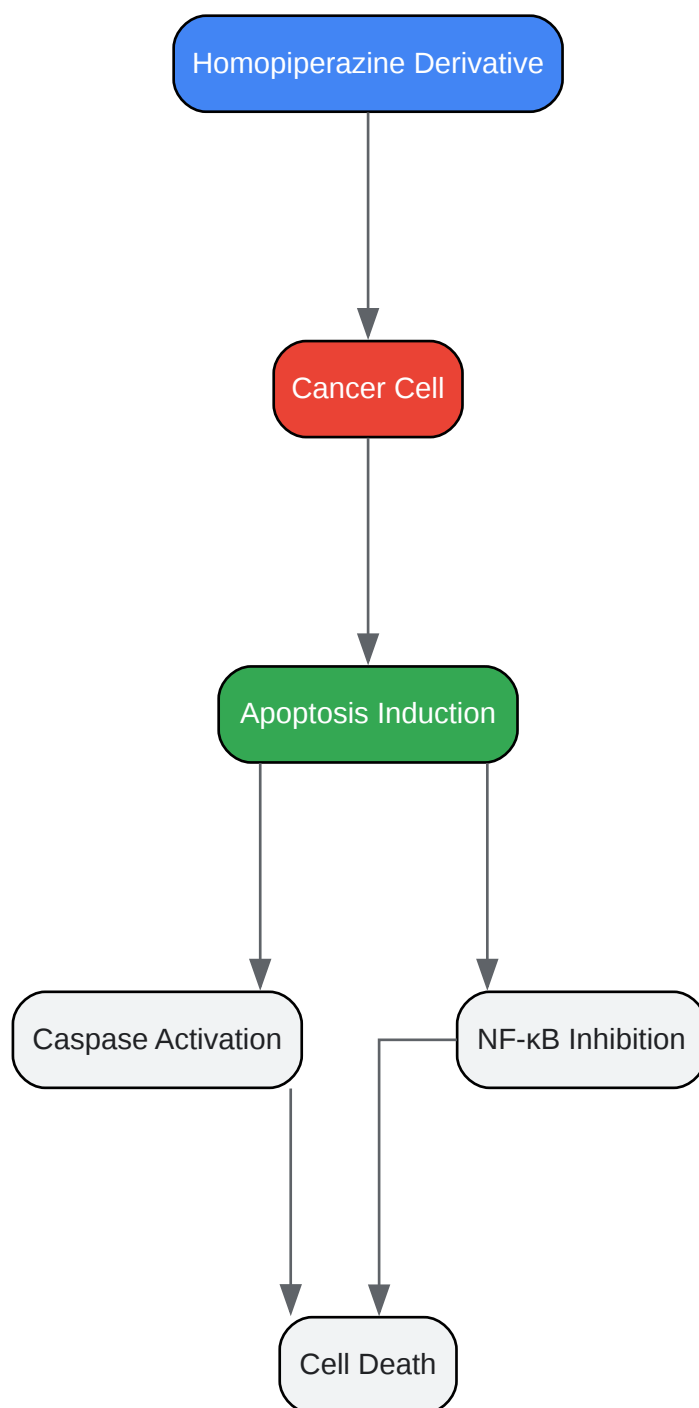 Homopiperazine Derivative
Cancer Cell
Apoptosis Induction
Caspase Activation
NF-κB Inhibition
Cell Death